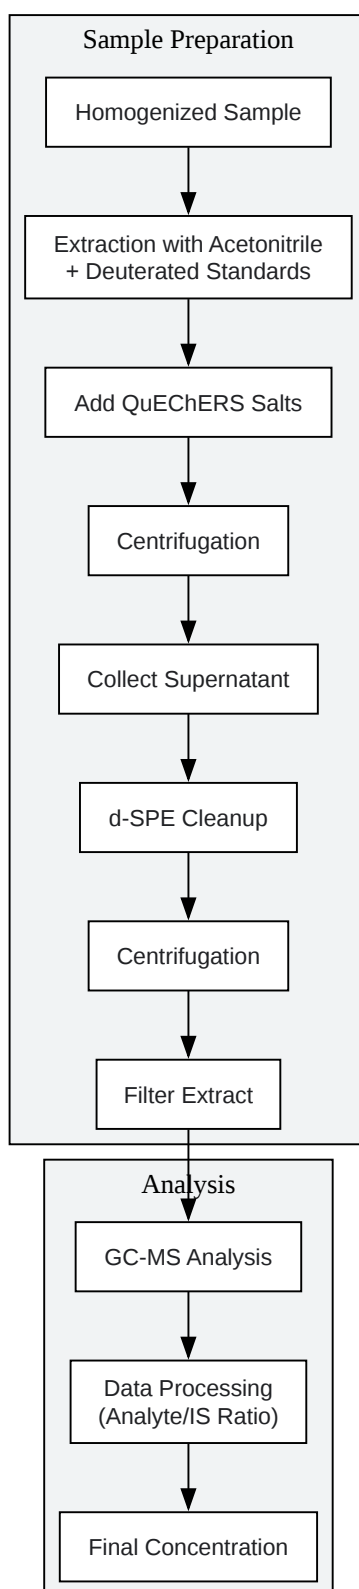 Sample Preparation
Homogenized Sample
Extraction with Acetonitrile
+ Deuterated Standards
Add QuEChERS Salts
Centrifugation
Collect Supernatant
d-SPE Cleanup
Centrifugation
Filter Extract
Analysis
GC-MS Analysis
Data Processing
(Analyte/IS Ratio)
Final Concentration